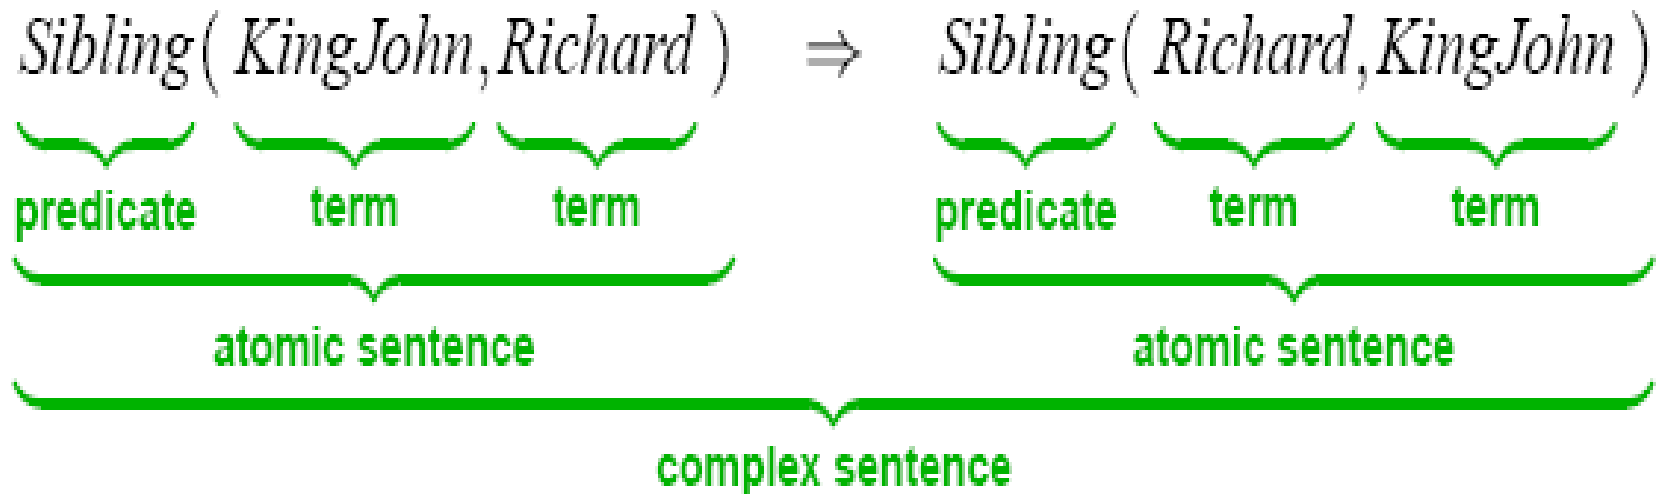 Sibling( KingJohn,Richard ) ⇒ Sibling( Richard,KingJohn )
predicate term term predicate term term
atomic sentence atomic sentence
complex sentence